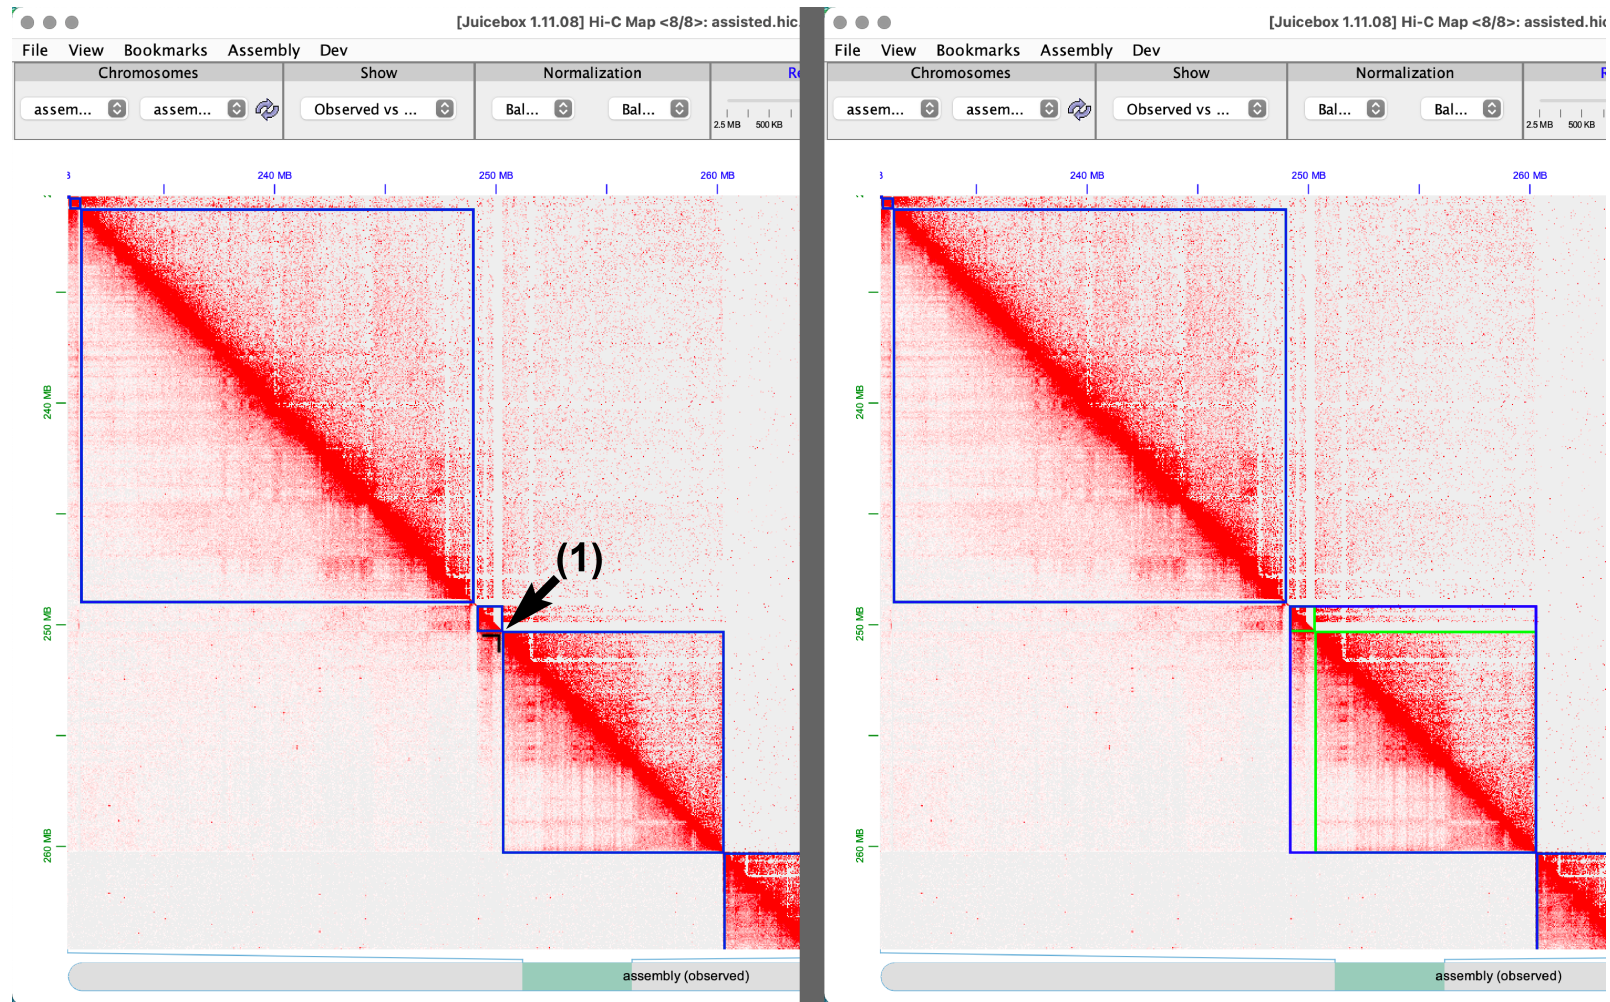 [Juicebox 1.11.08] Hi-C Map <8/8>: assisted.hic
File View Bookmarks Assembly Dev
Chromosomes Show Normalization
assem... assem... Observed vs ... Bal... Bal...
2.5 MB 500 KB
240 MB 250 MB 260 MB
240 MB
250 MB
260 MB
(1)
assembly (observed)
[Juicebox 1.11.08] Hi-C Map <8/8>: assisted.hic
File View Bookmarks Assembly Dev
Chromosomes Show Normalization
assem... assem... Observed vs ... Bal... Bal...
2.5 MB 500 KB
240 MB 250 MB 260 MB
240 MB
250 MB
260 MB
assembly (observed)